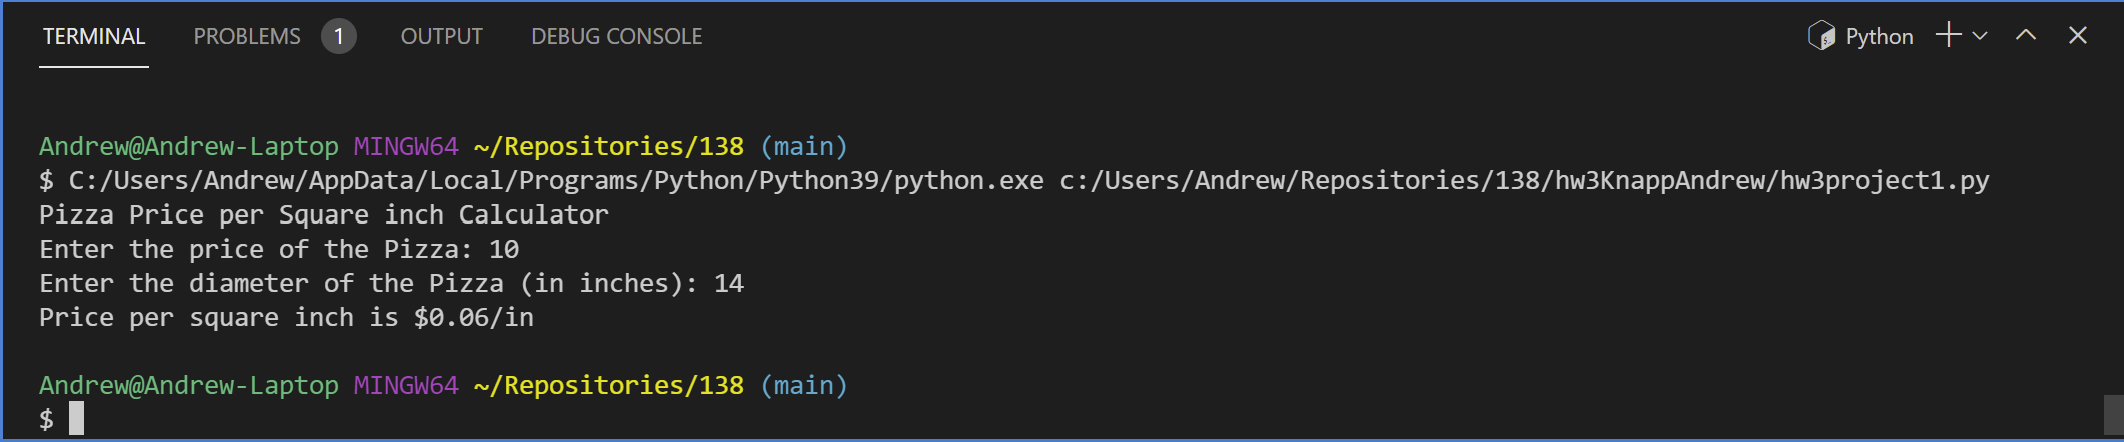 TERMINAL PROBLEMS 1 OUTPUT DEBUG CONSOLE Python
Andrew@Andrew-Laptop MINGW64 ~/Repositories/138 (main)
$ C:/Users/Andrew/AppData/Local/Programs/Python/Python39/python.exe c:/Users/Andrew/Repositories/138/hw3KnappAndrew/hw3project1.py
Pizza Price per Square inch Calculator
Enter the price of the Pizza: 10
Enter the diameter of the Pizza (in inches): 14
Price per square inch is $0.06/in
Andrew@Andrew-Laptop MINGW64 ~/Repositories/138 (main)
$